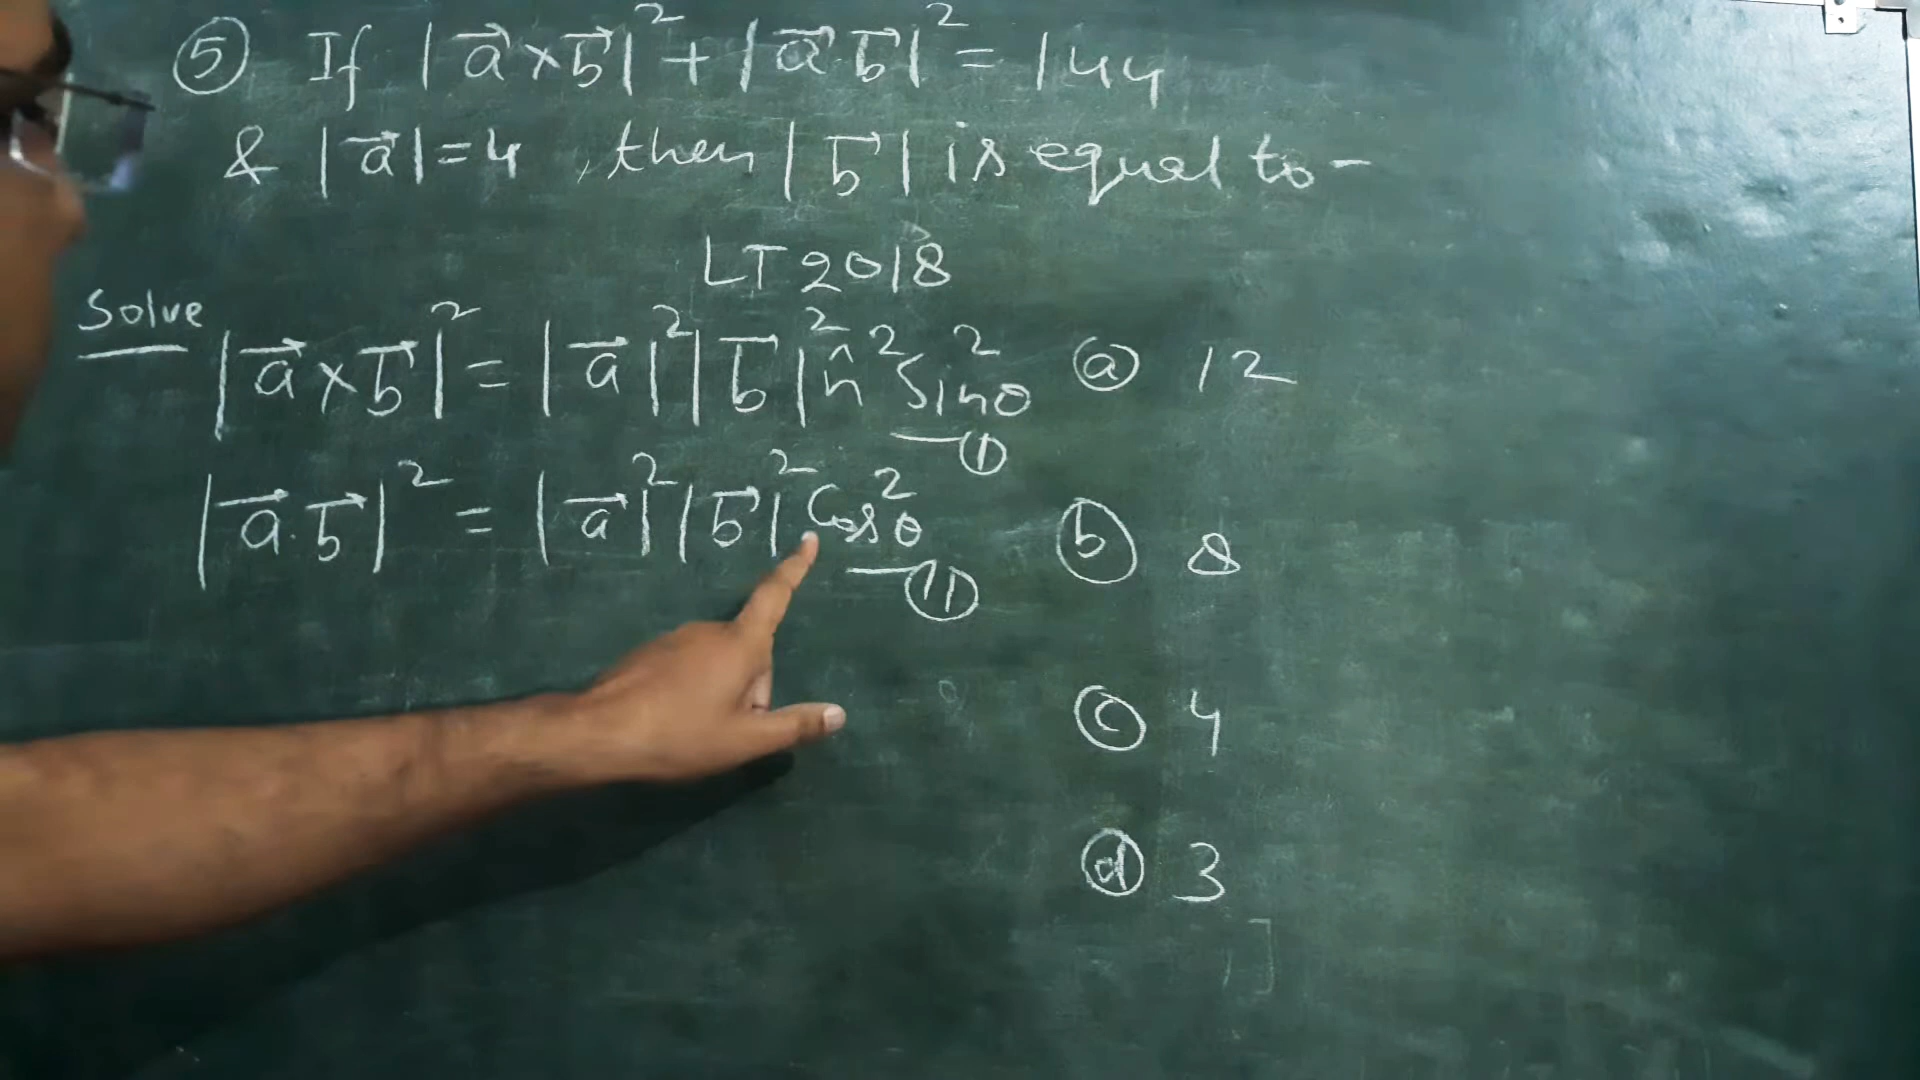 ⑤ If |a⃗×b⃗|² + |a⃗.b⃗|² = 144
& |a⃗|=4, then |b⃗| is equal to -
LT 2018
Solve
|a⃗×b⃗|² = |a⃗|²|b⃗|² n̂² Sin²θ —①
ⓐ 12
|a⃗.b⃗|² = |a⃗|²|b⃗|² Cos²θ —⑪
ⓑ 8
ⓒ 4
ⓓ 3